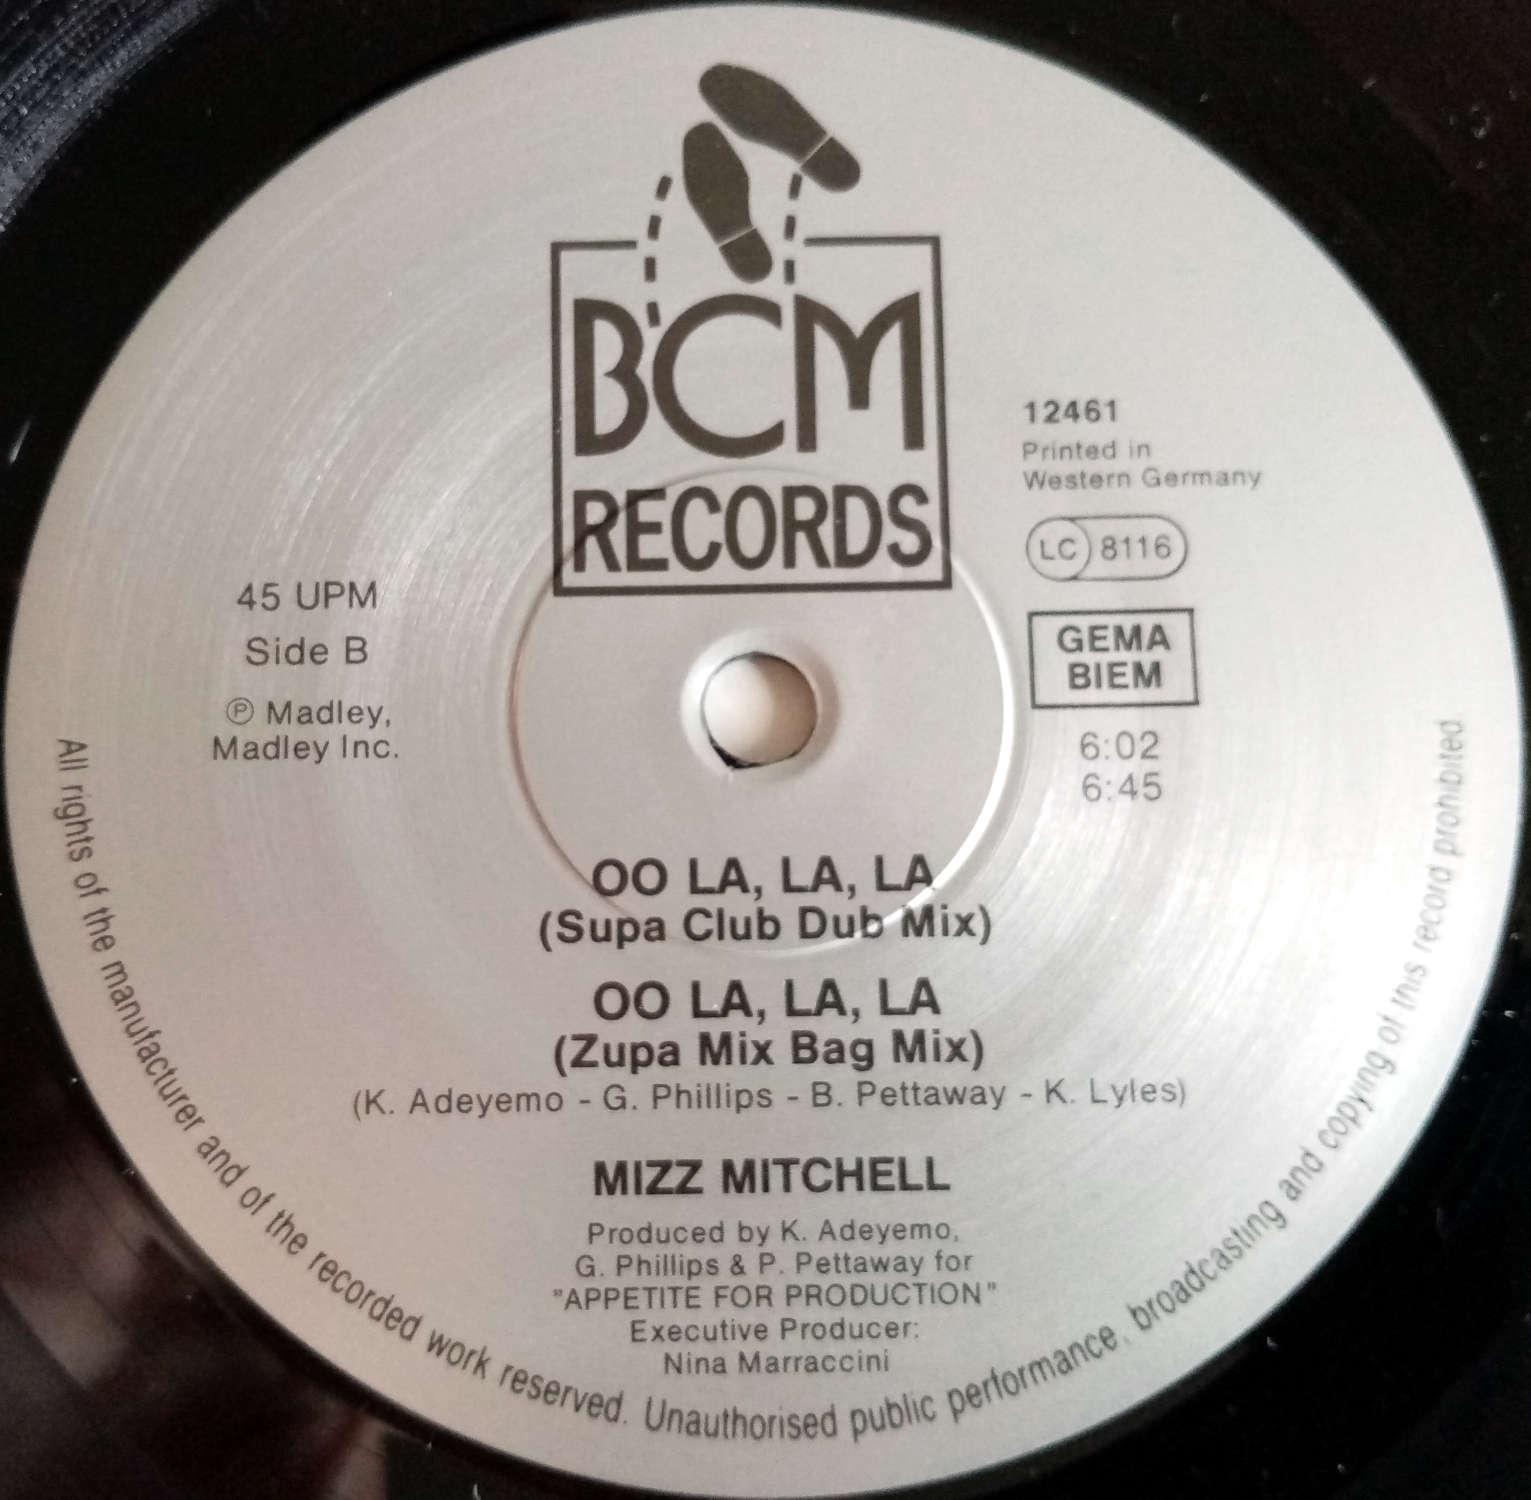 BCM
RECORDS
12461
Printed in
Western Germany
LC 8116
GEMA
BIEM
6:02
6:45
45 UPM
Side B
℗ Madley,
Madley Inc.
OO LA, LA, LA
(Supa Club Dub Mix)
OO LA, LA, LA
(Zupa Mix Bag Mix)
(K. Adeyemo - G. Phillips - B. Pettaway - K. Lyles)
MIZZ MITCHELL
Produced by K. Adeyemo,
G. Phillips & P. Pettaway for
"APPETITE FOR PRODUCTION"
Executive Producer:
Nina Marraccini
All rights of the manufacturer and of the recorded work reserved. Unauthorised public performance, broadcasting and copying of this record prohibited.